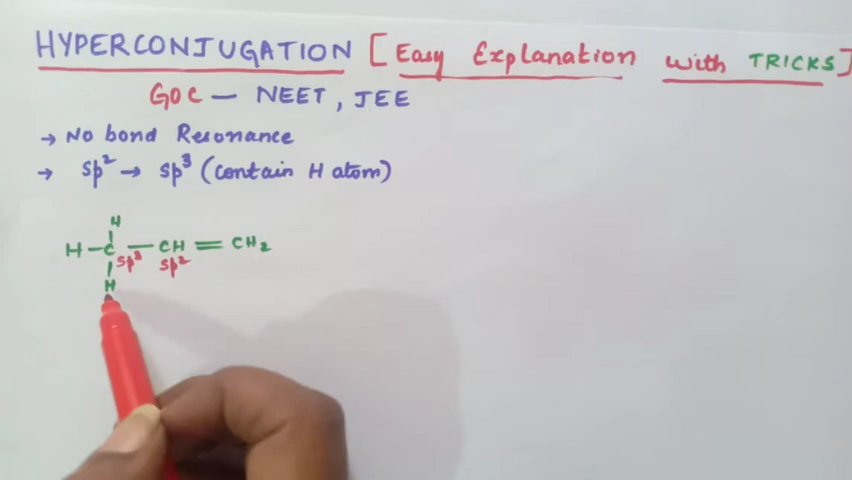 HYPERCONJUGATION [Easy Explanation with TRICKS]
GOC — NEET, JEE
→ No bond Resonance
→ sp² → sp³ (contain H atom)
H
H–C—CH=CH₂
sp³ sp²
H